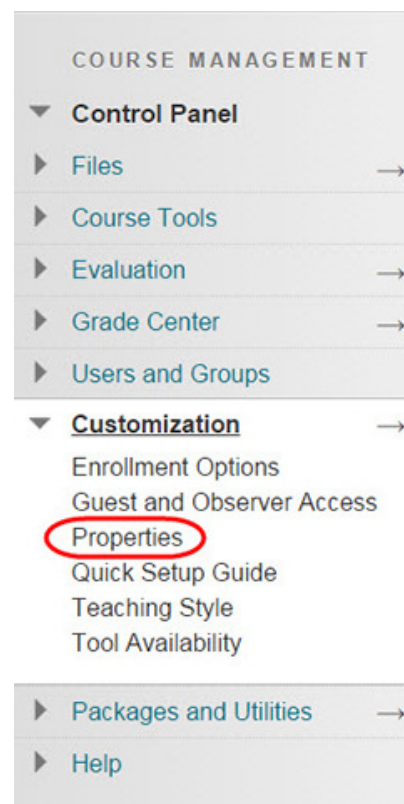 COURSE MANAGEMENT
Control Panel
Files
Course Tools
Evaluation
Grade Center
Users and Groups
Customization
Enrollment Options
Guest and Observer Access
Properties
Quick Setup Guide
Teaching Style
Tool Availability
Packages and Utilities
Help